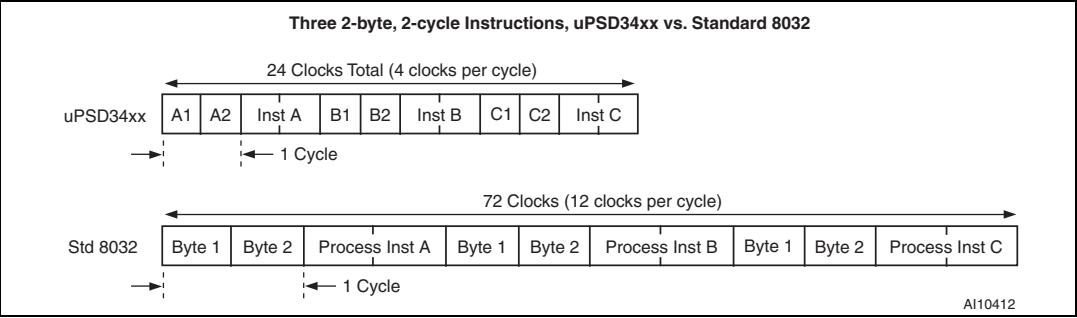 Three 2-byte, 2-cycle Instructions, uPSD34xx vs. Standard 8032
24 Clocks Total (4 clocks per cycle)
uPSD34xx A1 A2 Inst A B1 B2 Inst B C1 C2 Inst C
1 Cycle
72 Clocks (12 clocks per cycle)
Std 8032 Byte 1 Byte 2 Process Inst A Byte 1 Byte 2 Process Inst B Byte 1 Byte 2 Process Inst C
1 Cycle
AI10412